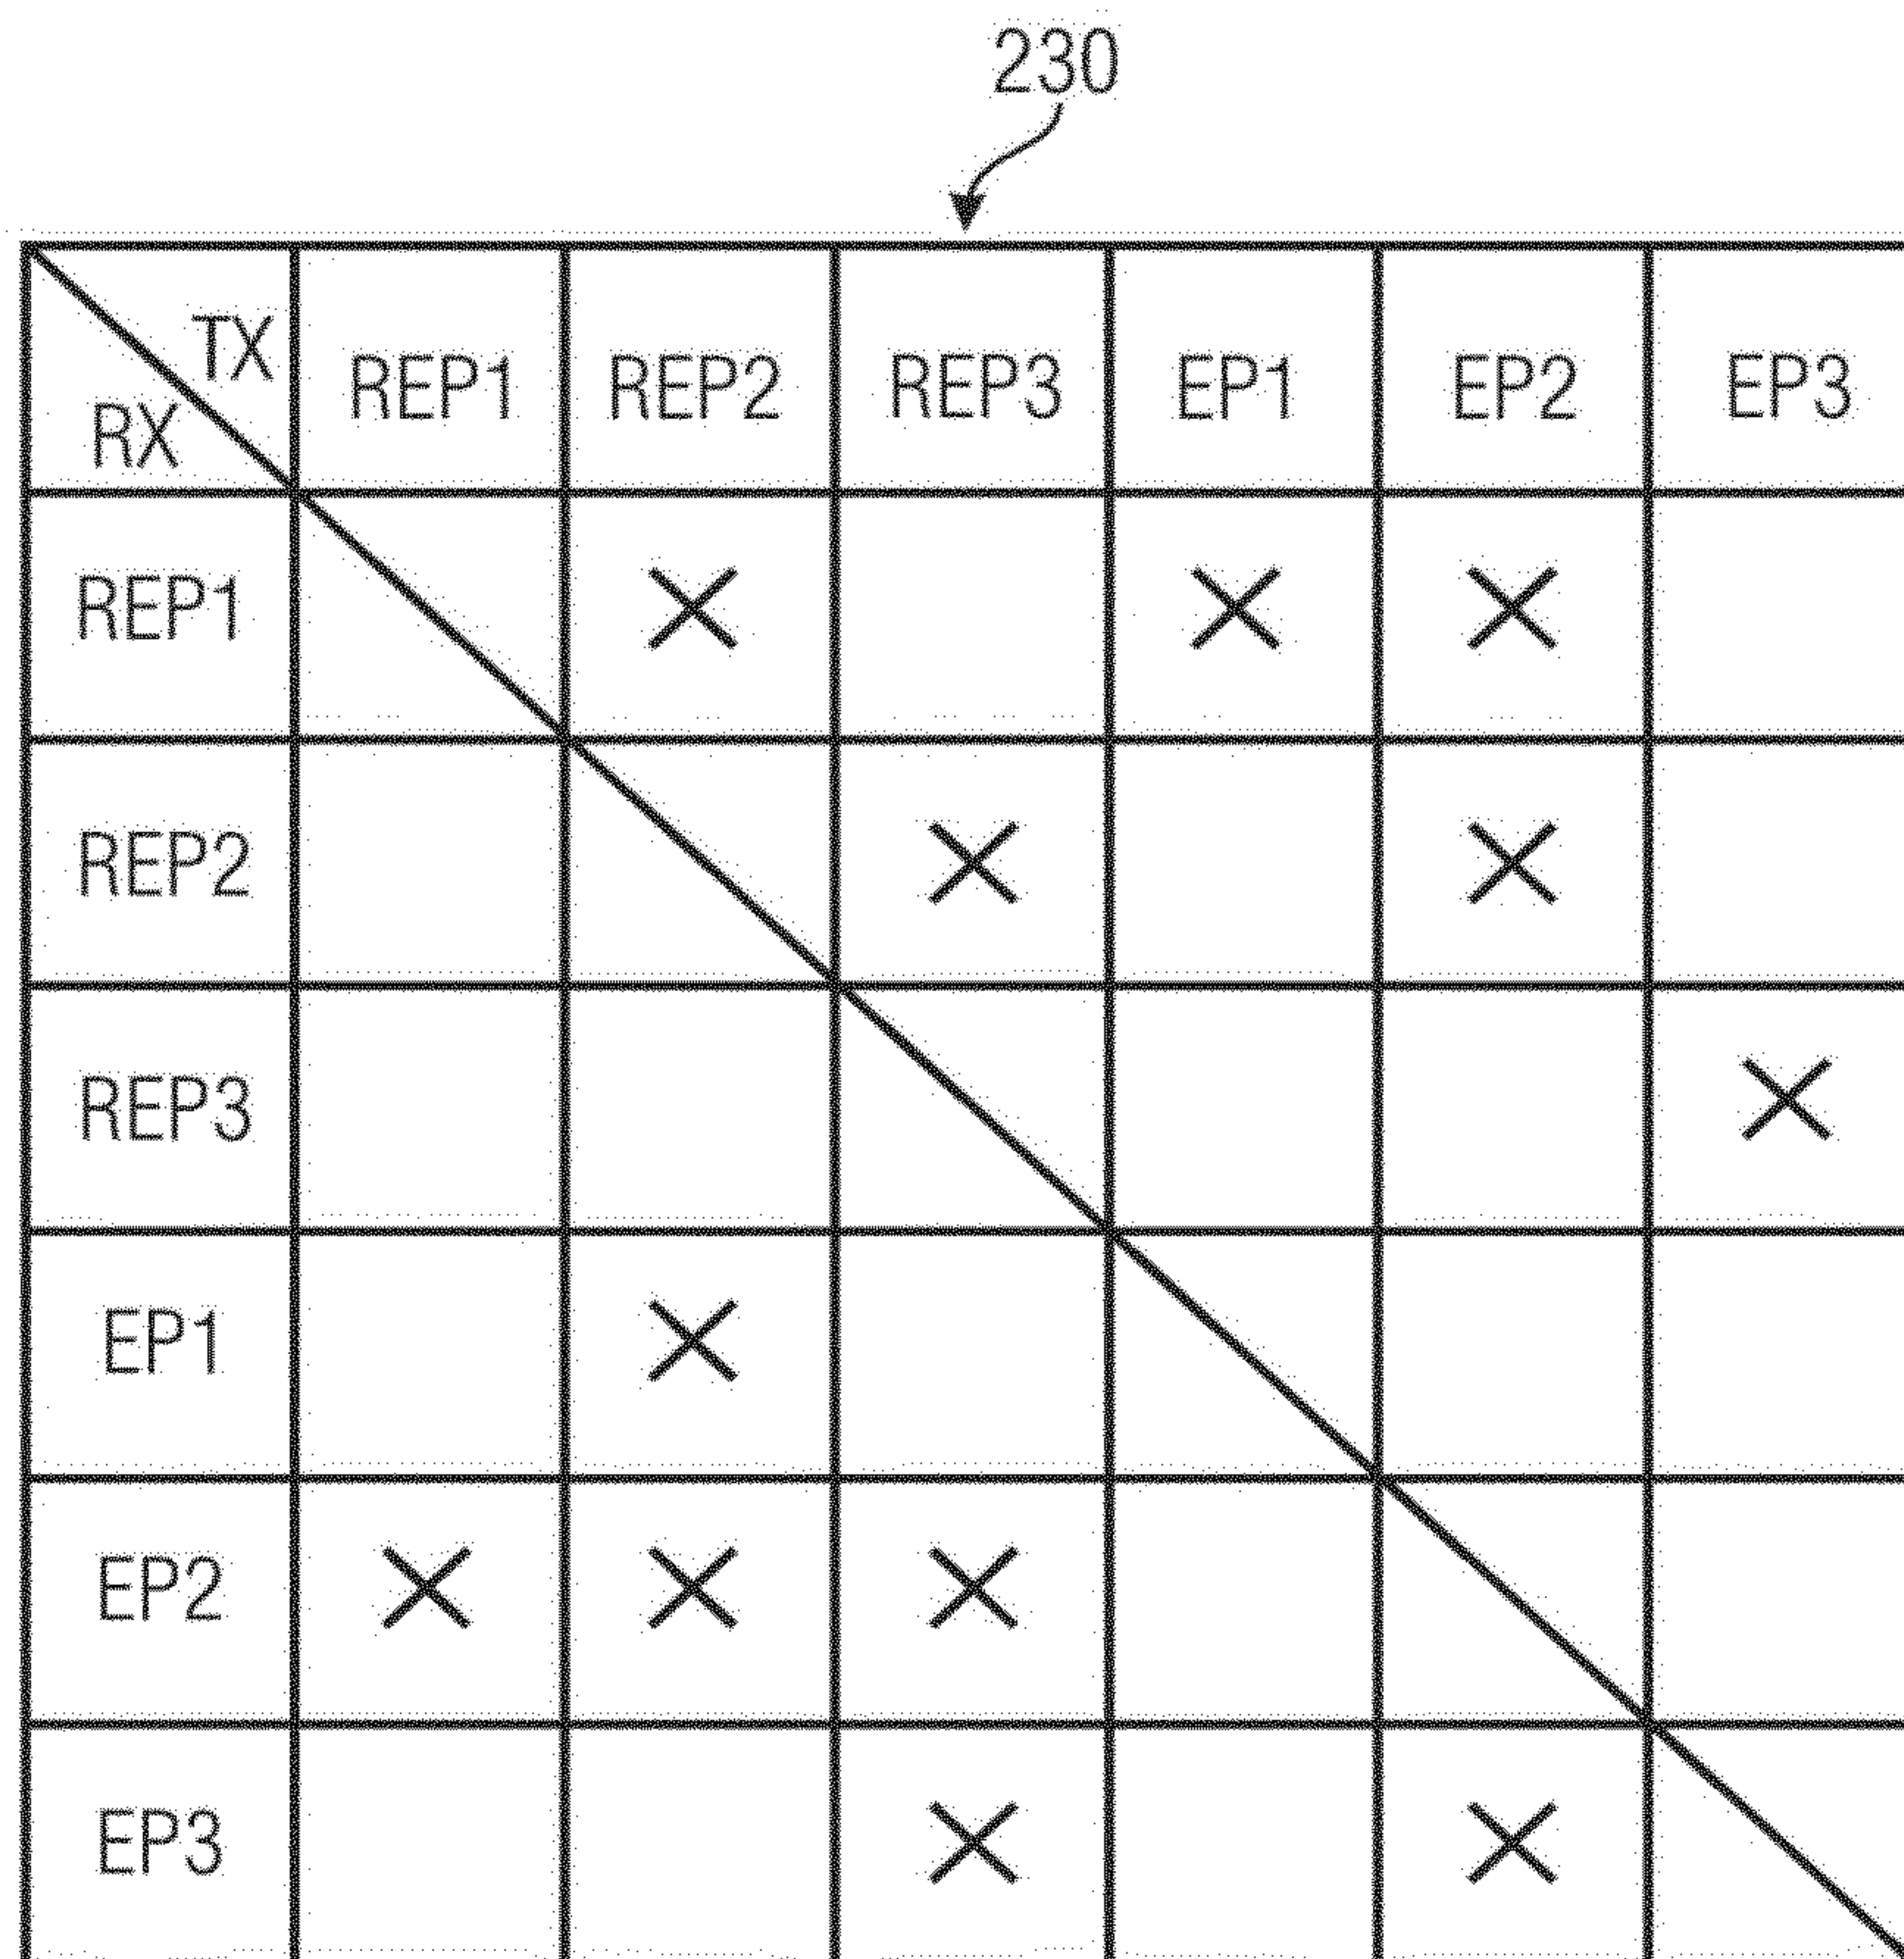 230
TX
RX
REP1 REP2 REP3 EP1 EP2 EP3
REP1 X X X
REP2 X X
REP3 X
EP1 X
EP2 X X X
EP3 X X